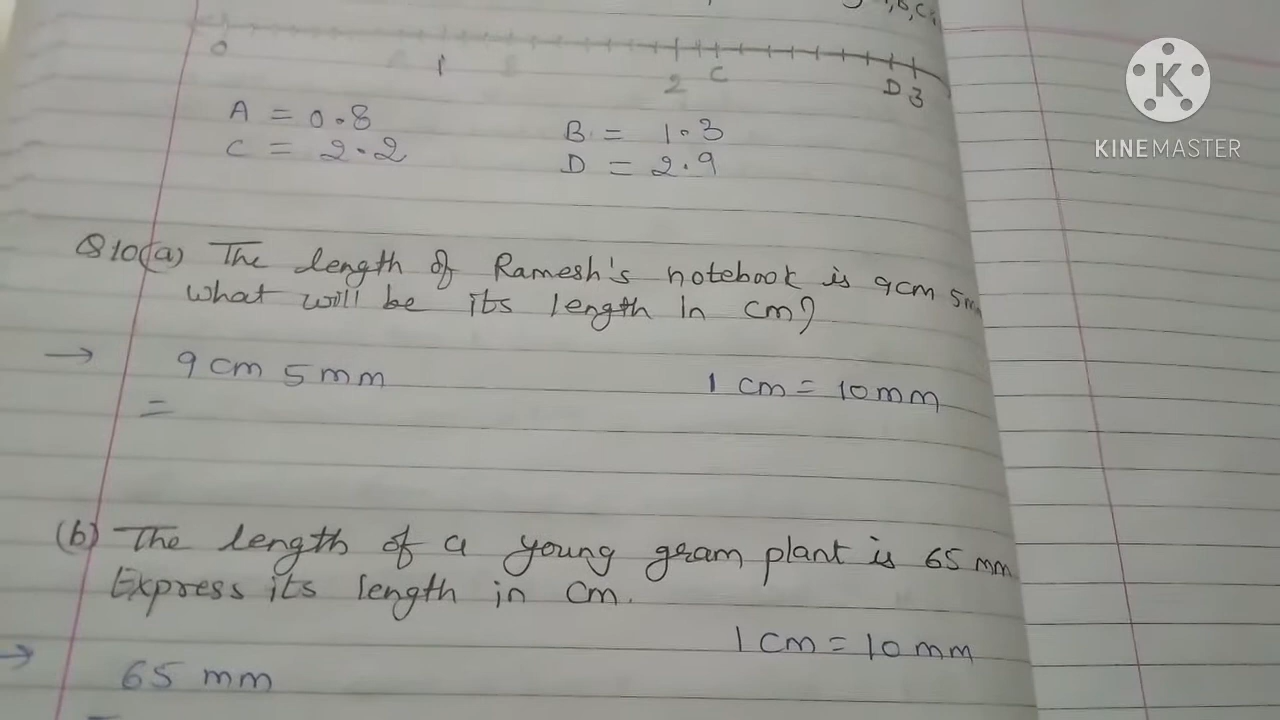 0 1 2 C D 3
A = 0.8 B = 1.3
C = 2.2 D = 2.9
Q10(a) The length of Ramesh's notebook is 9cm 5mm
what will be its length in cm?
→ 9 cm 5 mm 1 cm = 10 mm
=
(b) The length of a young gram plant is 65 mm
Express its length in cm.
1 cm = 10 mm
→ 65 mm
=
K
KINEMASTER